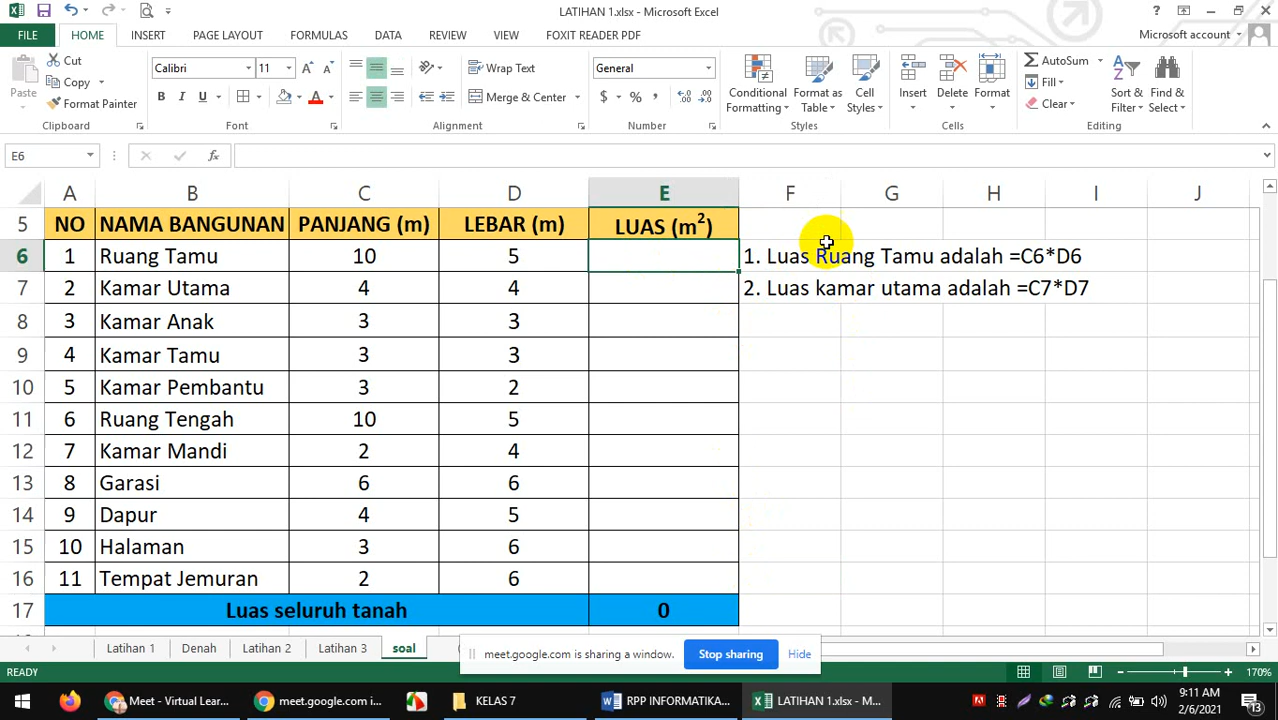 LATIHAN 1.xlsx - Microsoft Excel
FILE HOME INSERT PAGE LAYOUT FORMULAS DATA REVIEW VIEW FOXIT READER PDF Microsoft account
Cut
Copy
Format Painter
Paste
Clipboard
Calibri 11
B I U A
Font
Wrap Text
Merge & Center
Alignment
General
$ % ,
Number
Conditional Formatting
Format as Table
Cell Styles
Styles
Insert Delete Format
Cells
AutoSum
Fill
Clear
Sort & Filter
Find & Select
Editing
E6 fx
A B C D E F G H I J
5 NO NAMA BANGUNAN PANJANG (m) LEBAR (m) LUAS (m²)
6 1 Ruang Tamu 10 5 1. Luas Ruang Tamu adalah =C6*D6
7 2 Kamar Utama 4 4 2. Luas kamar utama adalah =C7*D7
8 3 Kamar Anak 3 3
9 4 Kamar Tamu 3 3
10 5 Kamar Pembantu 3 2
11 6 Ruang Tengah 10 5
12 7 Kamar Mandi 2 4
13 8 Garasi 6 6
14 9 Dapur 4 5
15 10 Halaman 3 6
16 11 Tempat Jemuran 2 6
17 Luas seluruh tanah 0
Latihan 1 Denah Latihan 2 Latihan 3 soal
meet.google.com is sharing a window. Stop sharing Hide
READY 170%
Meet - Virtual Lear... meet.google.com i... KELAS 7 RPP INFORMATIKA... LATIHAN 1.xlsx - M...
9:11 AM
2/6/2021
13